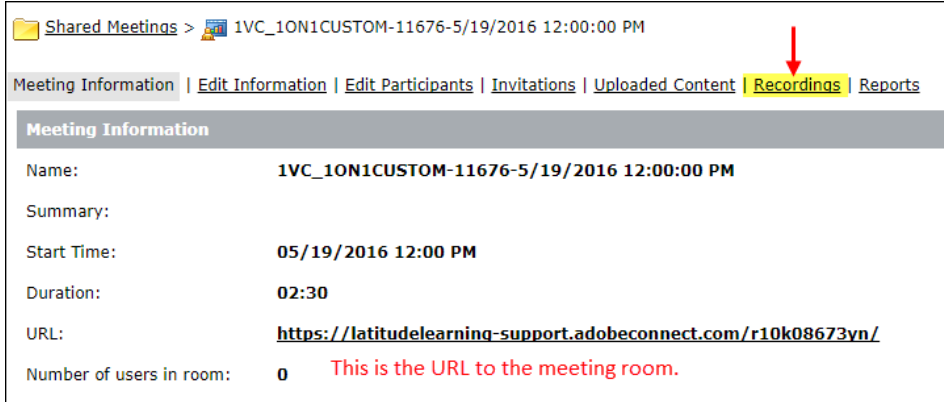 Shared Meetings > 1VC_1ON1CUSTOM-11676-5/19/2016 12:00:00 PM
Meeting Information | Edit Information | Edit Participants | Invitations | Uploaded Content | Recordings | Reports
Meeting Information
Name: 1VC_1ON1CUSTOM-11676-5/19/2016 12:00:00 PM
Summary:
Start Time: 05/19/2016 12:00 PM
Duration: 02:30
URL: https://latitudelearning-support.adobeconnect.com/r10k08673yn/
Number of users in room: 0 This is the URL to the meeting room.